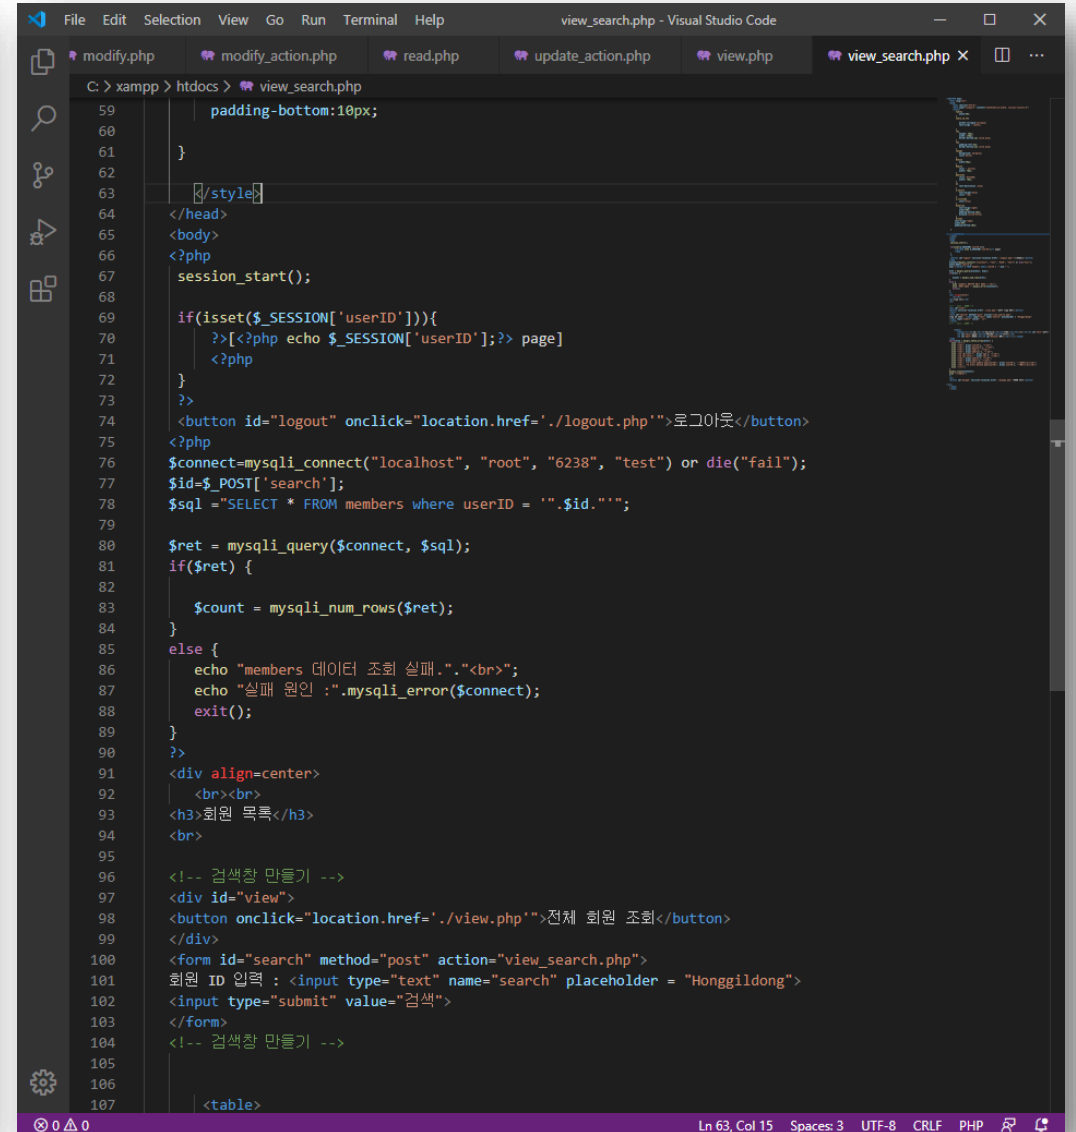 File Edit Selection View Go Run Terminal Help view_search.php - Visual Studio Code
modify.php modify_action.php read.php update_action.php view.php view_search.php
C: > xampp > htdocs > view_search.php
59 padding-bottom:10px;
60
61 }
62
63 </style>
64 </head>
65 <body>
66 <?php
67 session_start();
68
69 if(isset($_SESSION['userID'])){
70 ?>[<?php echo $_SESSION['userID'];?> page]
71 <?php
72 }
73 ?>
74 <button id="logout" onclick="location.href='./logout.php'">로그아웃</button>
75 <?php
76 $connect=mysqli_connect("localhost", "root", "6238", "test") or die("fail");
77 $id=$_POST['search'];
78 $sql ="SELECT * FROM members where userID = '".$id."'";
79
80 $ret = mysqli_query($connect, $sql);
81 if($ret) {
82
83 $count = mysqli_num_rows($ret);
84 }
85 else {
86 echo "members 데이터 조회 실패."."<br>";
87 echo "실패 원인 :".mysqli_error($connect);
88 exit();
89 }
90 ?>
91 <div align=center>
92 <br><br>
93 <h3>회원 목록</h3>
94 <br>
95
96 <!-- 검색창 만들기 -->
97 <div id="view">
98 <button onclick="location.href='./view.php'">전체 회원 조회</button>
99 </div>
100 <form id="search" method="post" action="view_search.php">
101 회원 ID 입력 : <input type="text" name="search" placeholder = "Honggildong">
102 <input type="submit" value="검색">
103 </form>
104 <!-- 검색창 만들기 -->
105
106
107 <table>
0 0 Ln 63, Col 15 Spaces: 3 UTF-8 CRLF PHP